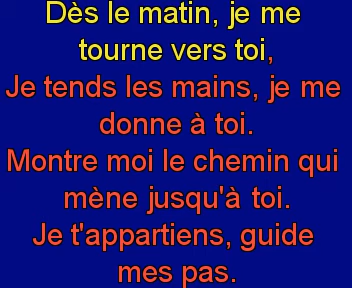 Dès le matin, je me
tourne vers toi,
Je tends les mains, je me
donne à toi.
Montre moi le chemin qui
mène jusqu'à toi.
Je t'appartiens, guide
mes pas.